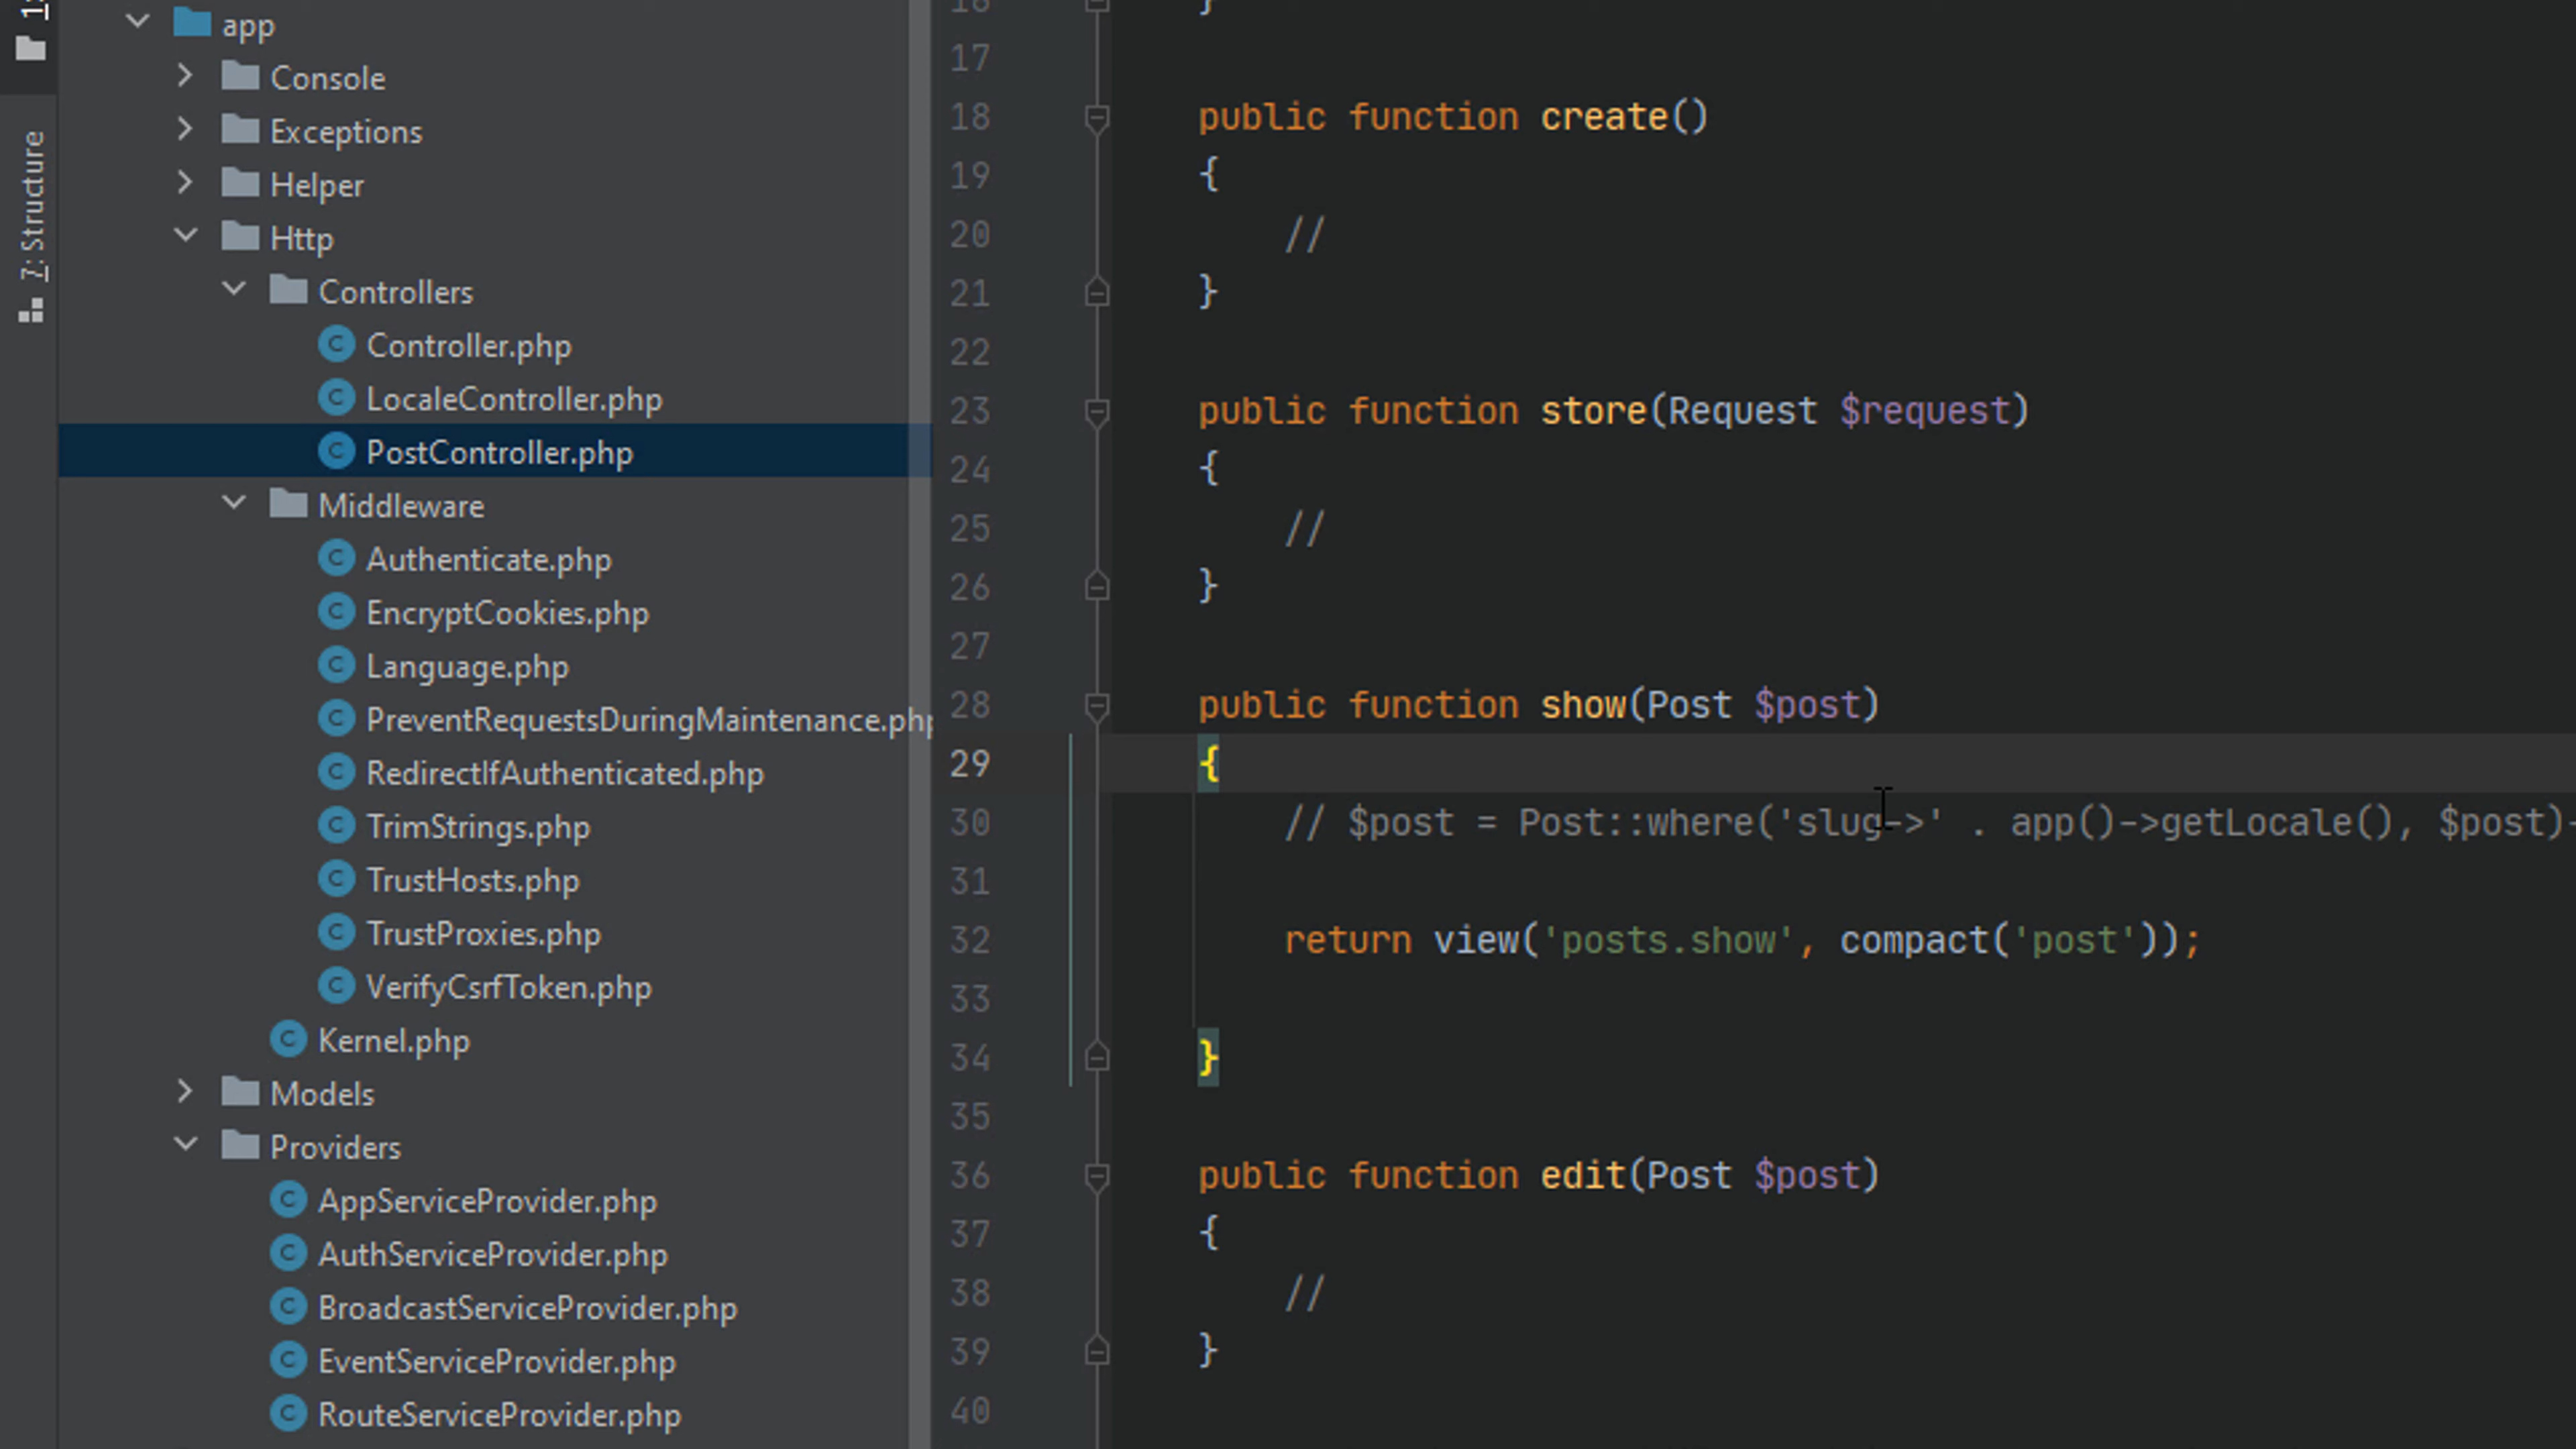 app
Console
Exceptions
Helper
Http
Controllers
Controller.php
LocaleController.php
PostController.php
Middleware
Authenticate.php
EncryptCookies.php
Language.php
PreventRequestsDuringMaintenance.php
RedirectIfAuthenticated.php
TrimStrings.php
TrustHosts.php
TrustProxies.php
VerifyCsrfToken.php
Kernel.php
Models
Providers
AppServiceProvider.php
AuthServiceProvider.php
BroadcastServiceProvider.php
EventServiceProvider.php
RouteServiceProvider.php
7: Structure
16 }
17
18 public function create()
19 {
20 //
21 }
22
23 public function store(Request $request)
24 {
25 //
26 }
27
28 public function show(Post $post)
29 {
30 // $post = Post::where('slug->' . app()->getLocale(), $post)-
31
32 return view('posts.show', compact('post'));
33
34 }
35
36 public function edit(Post $post)
37 {
38 //
39 }
40